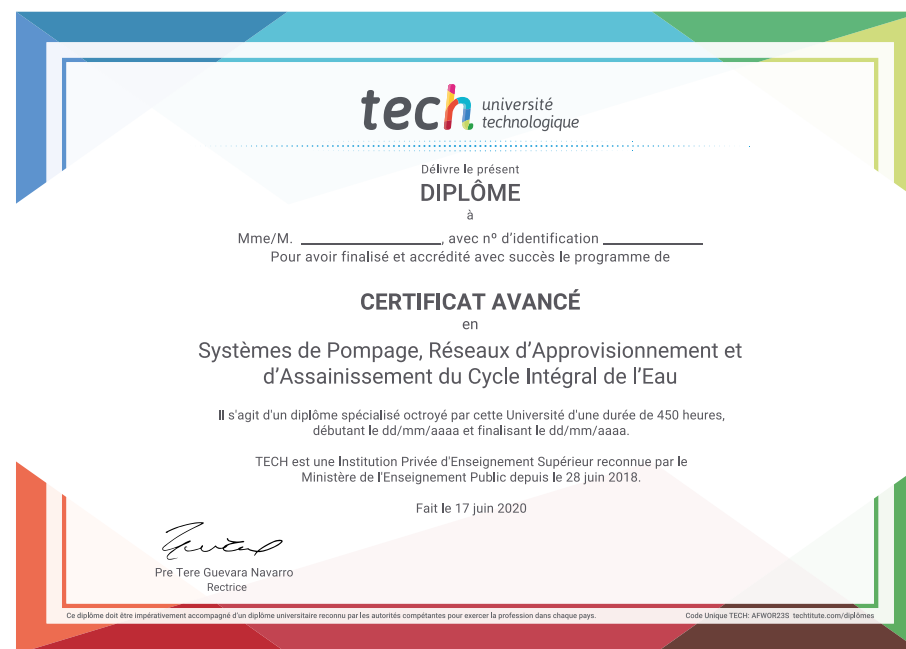 tech université
technologique
Délivre le présent
DIPLÔME
à
Mme/M. ____________________, avec nº d'identification ______________
Pour avoir finalisé et accrédité avec succès le programme de
CERTIFICAT AVANCÉ
en
Systèmes de Pompage, Réseaux d'Approvisionnement et
d'Assainissement du Cycle Intégral de l'Eau
Il s'agit d'un diplôme spécialisé octroyé par cette Université d'une durée de 450 heures,
débutant le dd/mm/aaaa et finalisant le dd/mm/aaaa.
TECH est une Institution Privée d'Enseignement Supérieur reconnue par le
Ministère de l'Enseignement Public depuis le 28 juin 2018.
Fait le 17 juin 2020
Pre Tere Guevara Navarro
Rectrice
Ce diplôme doit être impérativement accompagné d'un diplôme universitaire reconnu par les autorités compétantes pour exercer la profession dans chaque pays.
Code Unique TECH: AFWOR23S techtitute.com/diplômes